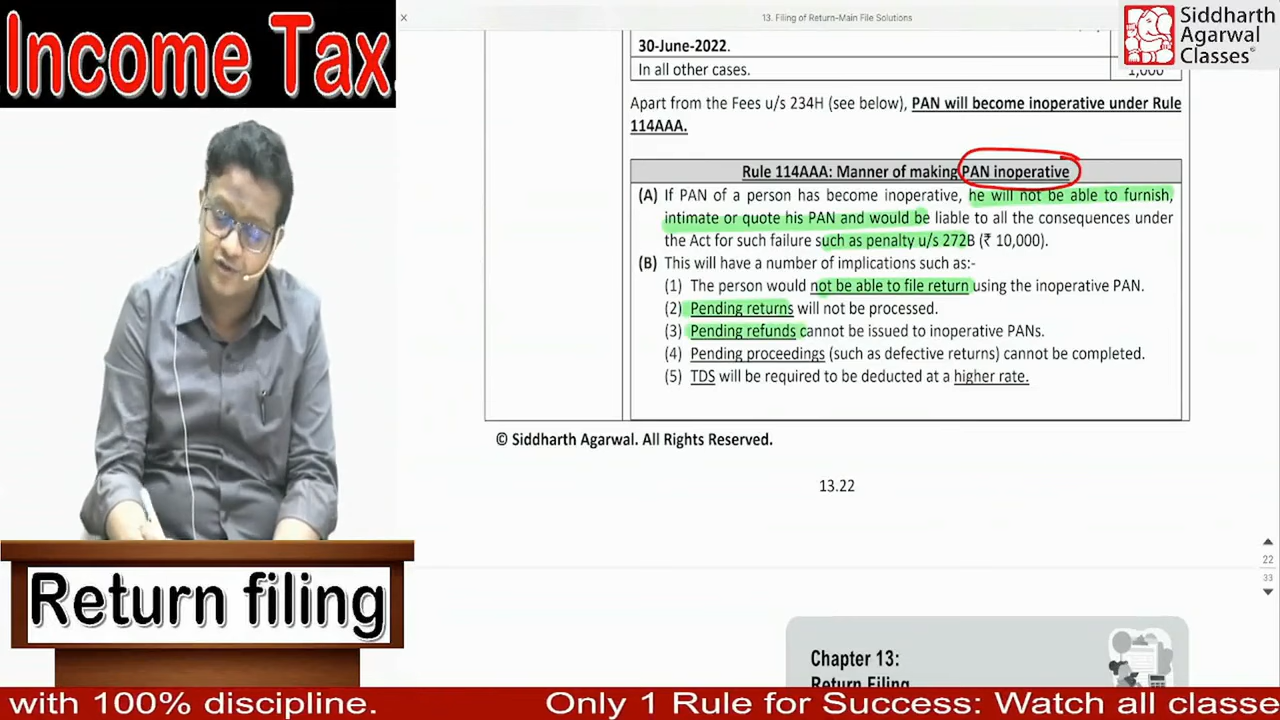 Income Tax
13. Filing of Return-Main File Solutions
Siddharth
Agarwal
Classes
30-June-2022.
In all other cases. 1,000
Apart from the Fees u/s 234H (see below), PAN will become inoperative under Rule
114AAA.
Rule 114AAA: Manner of making PAN inoperative
(A) If PAN of a person has become inoperative, he will not be able to furnish,
intimate or quote his PAN and would be liable to all the consequences under
the Act for such failure such as penalty u/s 272B (₹ 10,000).
(B) This will have a number of implications such as:-
(1) The person would not be able to file return using the inoperative PAN.
(2) Pending returns will not be processed.
(3) Pending refunds cannot be issued to inoperative PANs.
(4) Pending proceedings (such as defective returns) cannot be completed.
(5) TDS will be required to be deducted at a higher rate.
© Siddharth Agarwal. All Rights Reserved.
13.22
22
33
Return filing
Chapter 13:
Return Filing
with 100% discipline. Only 1 Rule for Success: Watch all classe